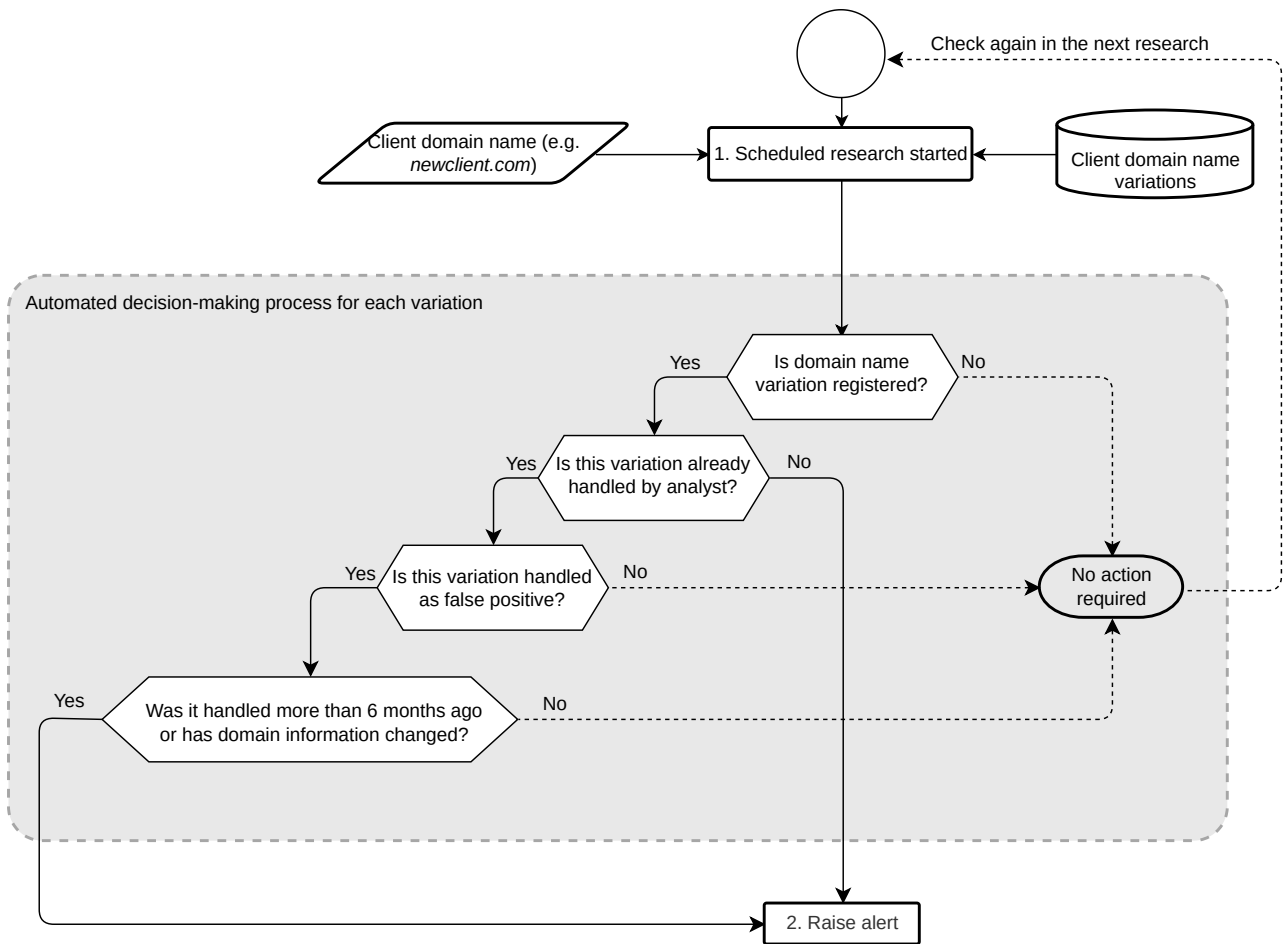 Check again in the next research
Client domain name (e.g.
newclient.com)
1. Scheduled research started
Client domain name
variations
Automated decision-making process for each variation
Is domain name
variation registered?
Yes
No
Is this variation already
handled by analyst?
Yes
No
Is this variation handled
as false positive?
Yes
No
No action
required
Was it handled more than 6 months ago
or has domain information changed?
Yes
No
2. Raise alert